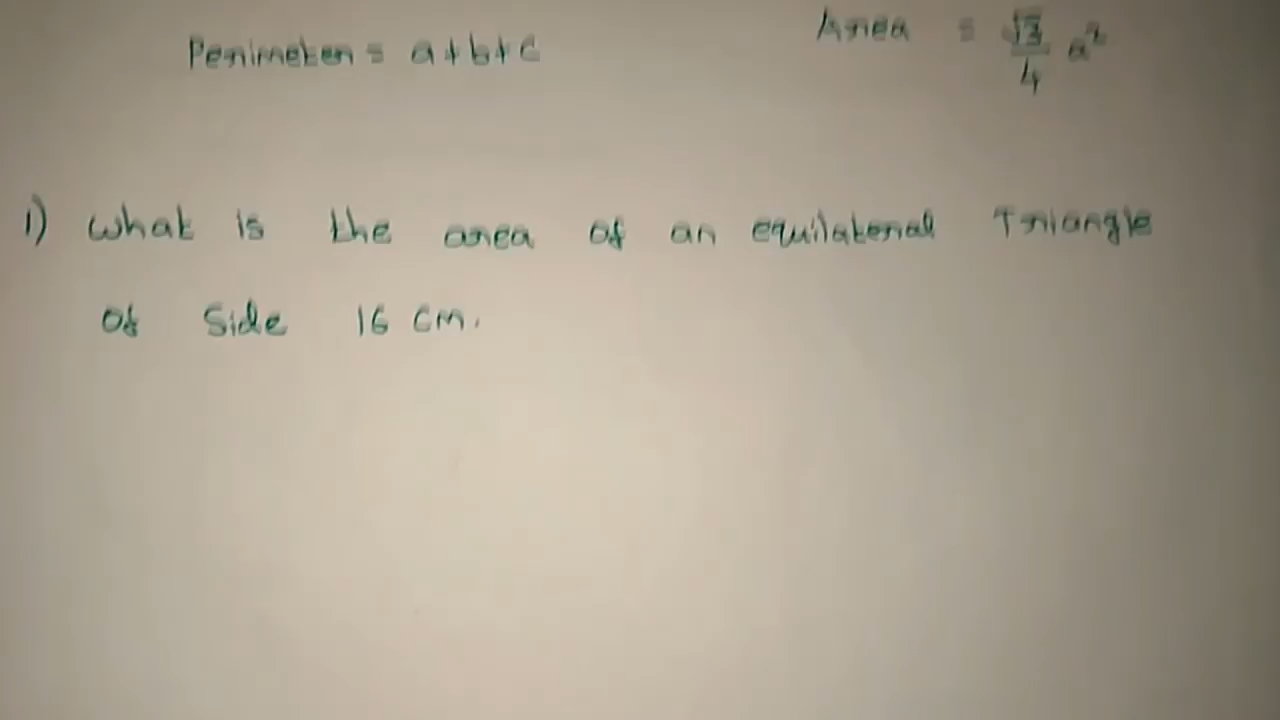 Perimeter = a+b+c
Area = √3/4 a²
1) What is the area of an equilateral Triangle
of side 16 cm.